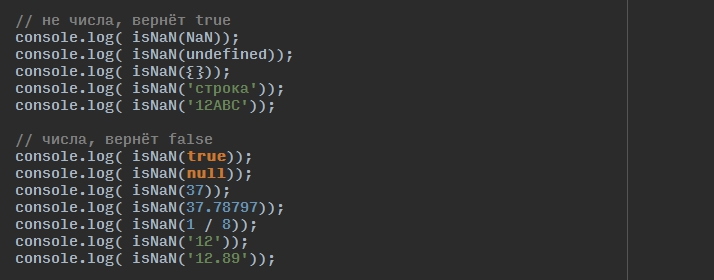 // не числа, вернёт true
console.log( isNaN(NaN));
console.log( isNaN(undefined));
console.log( isNaN({}));
console.log( isNaN('строка'));
console.log( isNaN('12ABC'));
// числа, вернёт false
console.log( isNaN(true));
console.log( isNaN(null));
console.log( isNaN(37));
console.log( isNaN(37.78797));
console.log( isNaN(1 / 8));
console.log( isNaN('12'));
console.log( isNaN('12.89'));